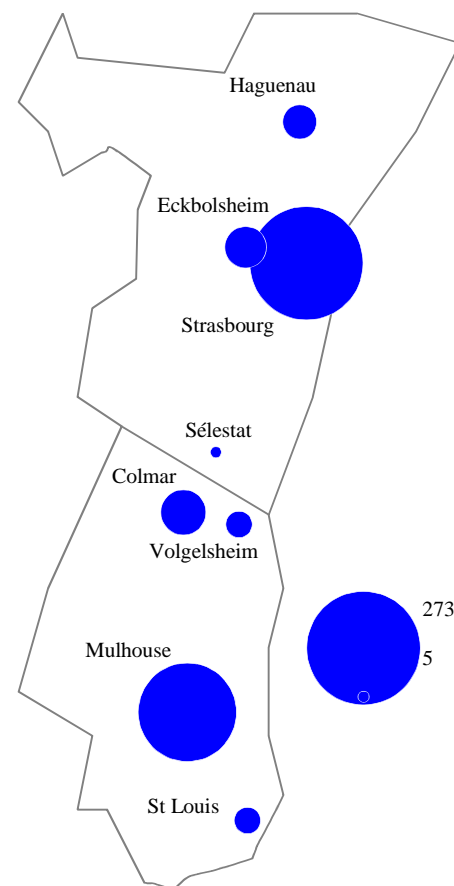 Haguenau
Eckbolsheim
Strasbourg
Sélestat
Colmar
Volgelsheim
273
Mulhouse
5
St Louis